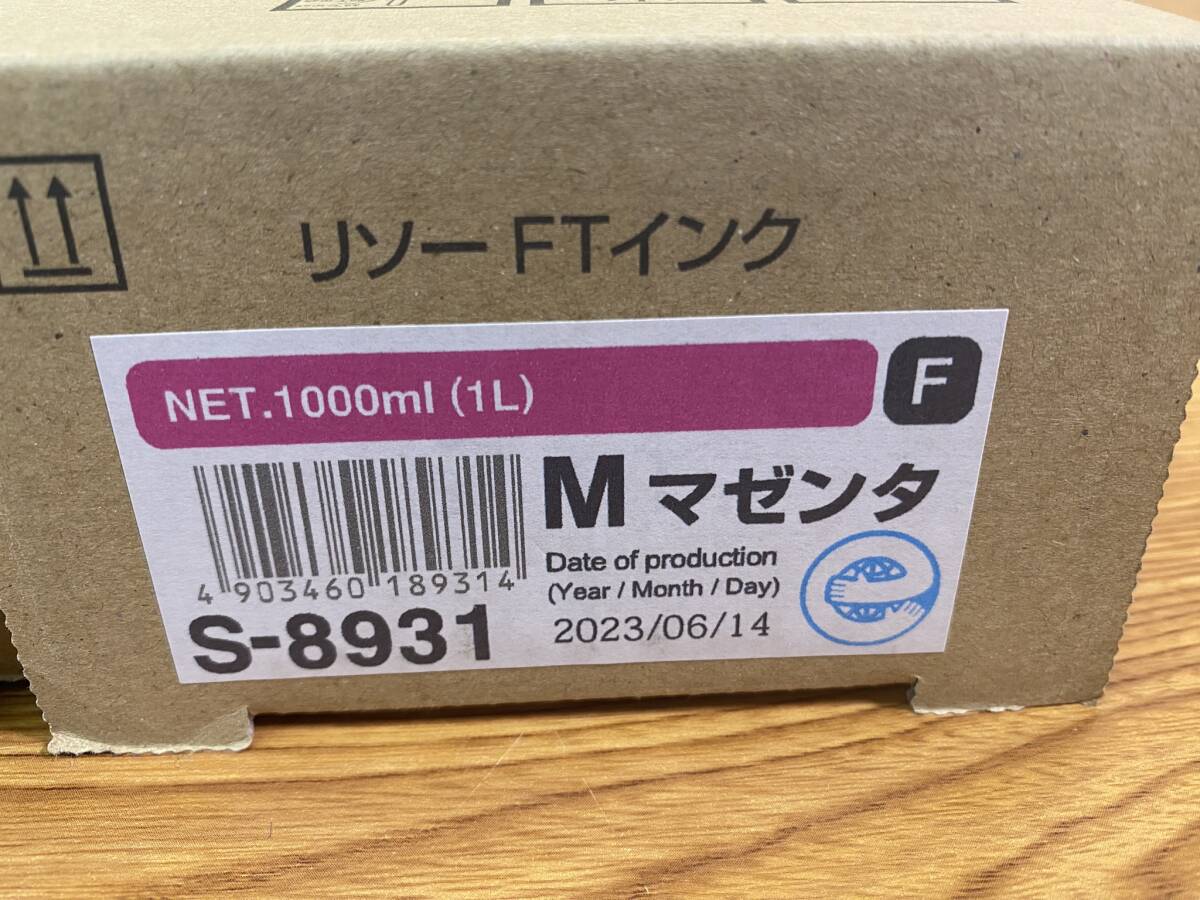 リソー FTインク
NET.1000ml (1L)
F
M マゼンタ
4 903460 189314
S-8931
Date of production
(Year / Month / Day)
2023/06/14